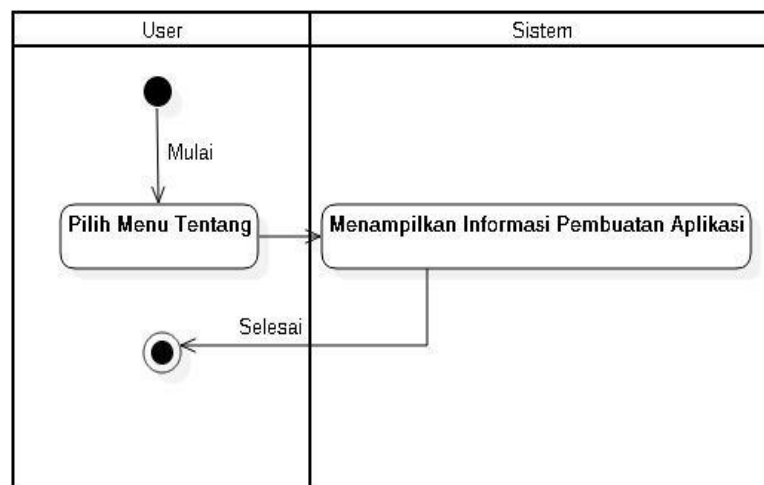 User
Sistem
Mulai
Pilih Menu Tentang
Menampilkan Informasi Pembuatan Aplikasi
Selesai